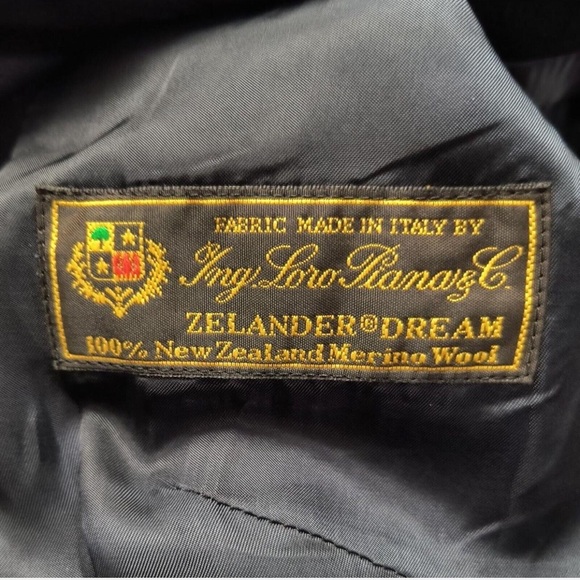 FABRIC MADE IN ITALY BY
Ing Loro Piana & C.
ZELANDER® DREAM
100% New Zealand Merino Wool